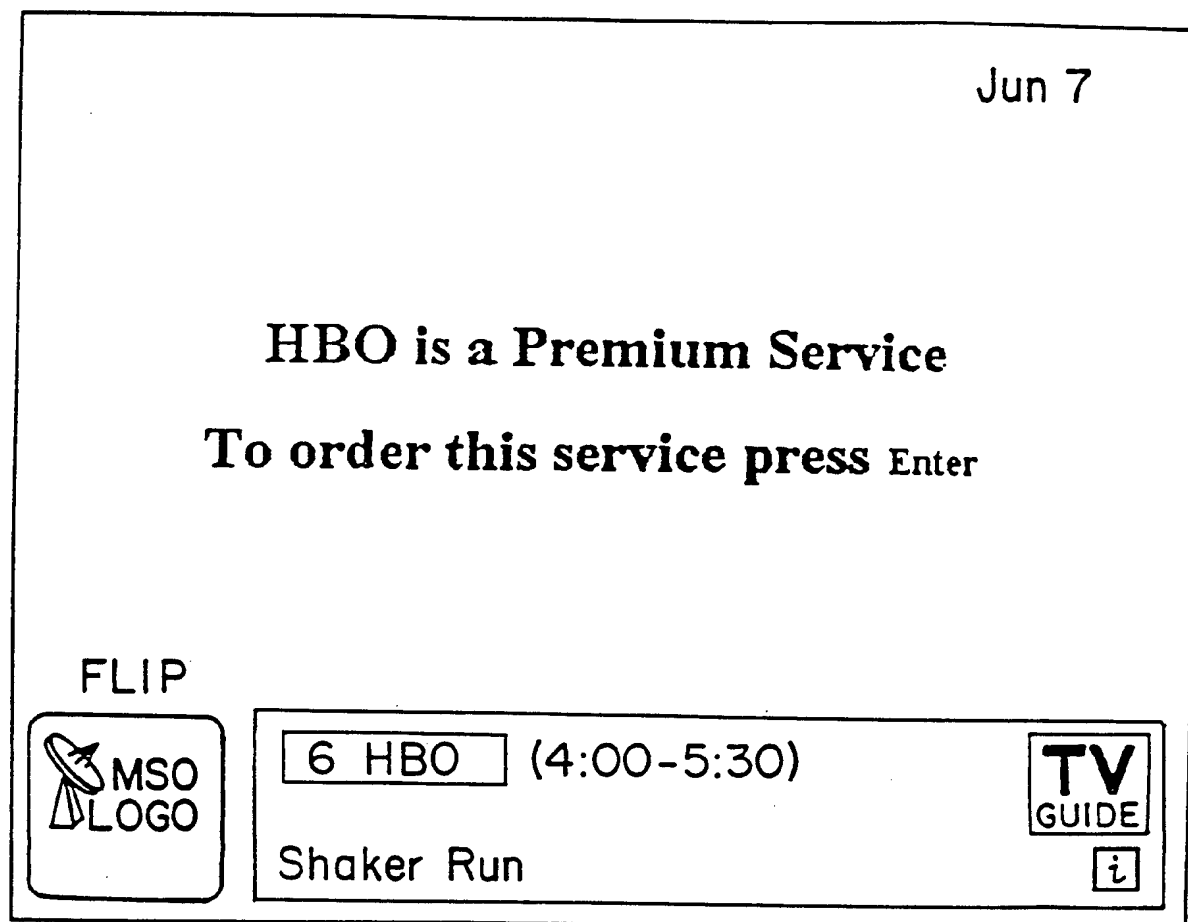 Jun 7
HBO is a Premium Service
To order this service press Enter
FLIP
MSO
LOGO
6 HBO (4:00-5:30)
TV
GUIDE
Shaker Run
i